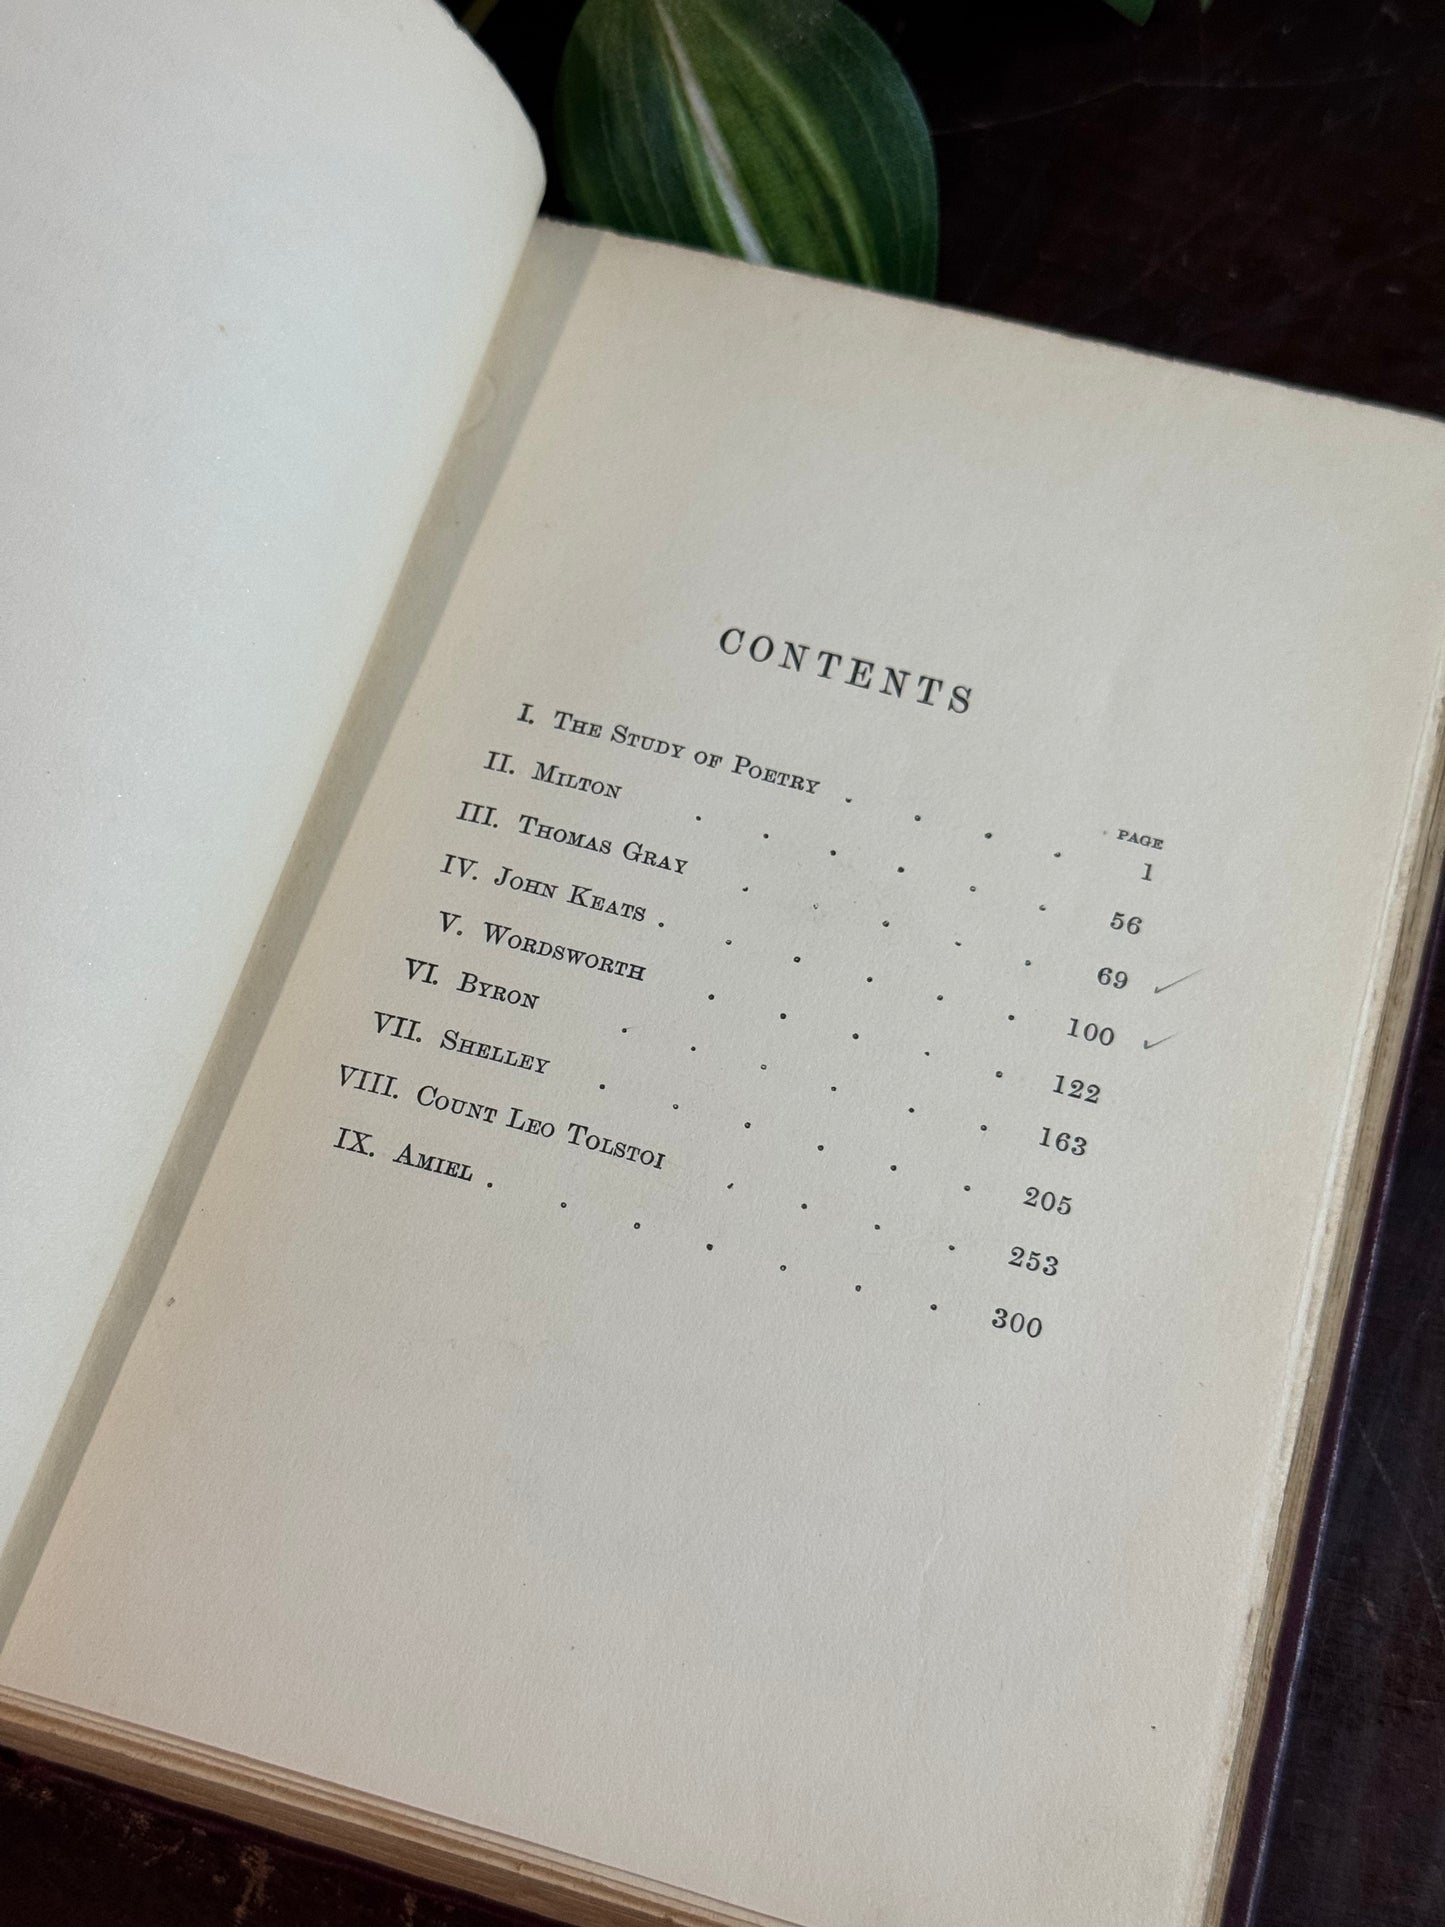 CONTENTS
PAGE
I. THE STUDY OF POETRY . . . . 1
II. MILTON . . . . . . 56
III. THOMAS GRAY . . . . . 69
IV. JOHN KEATS . . . . . . 100
V. WORDSWORTH . . . . . 122
VI. BYRON . . . . . . 163
VII. SHELLEY . . . . . . 205
VIII. COUNT LEO TOLSTOI . . . . 253
IX. AMIEL . . . . . . . 300